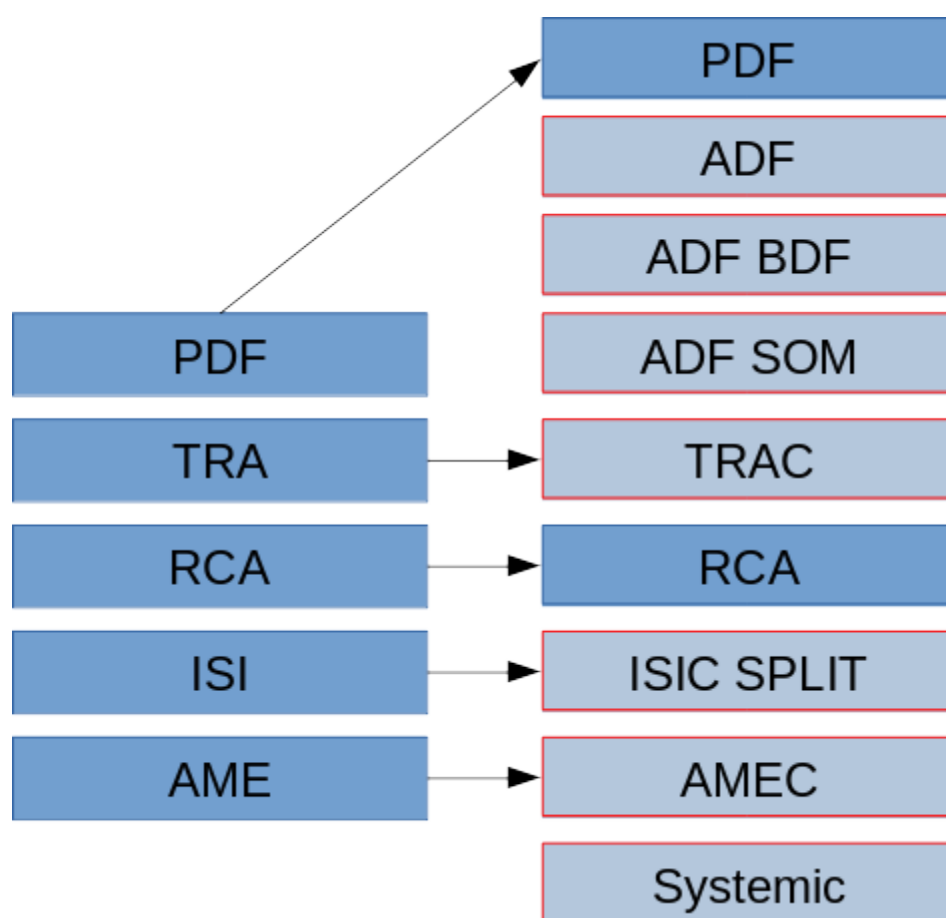 PDF
ADF
ADF BDF
PDF
ADF SOM
TRA
TRAC
RCA
RCA
ISI
ISIC SPLIT
AME
AMEC
Systemic